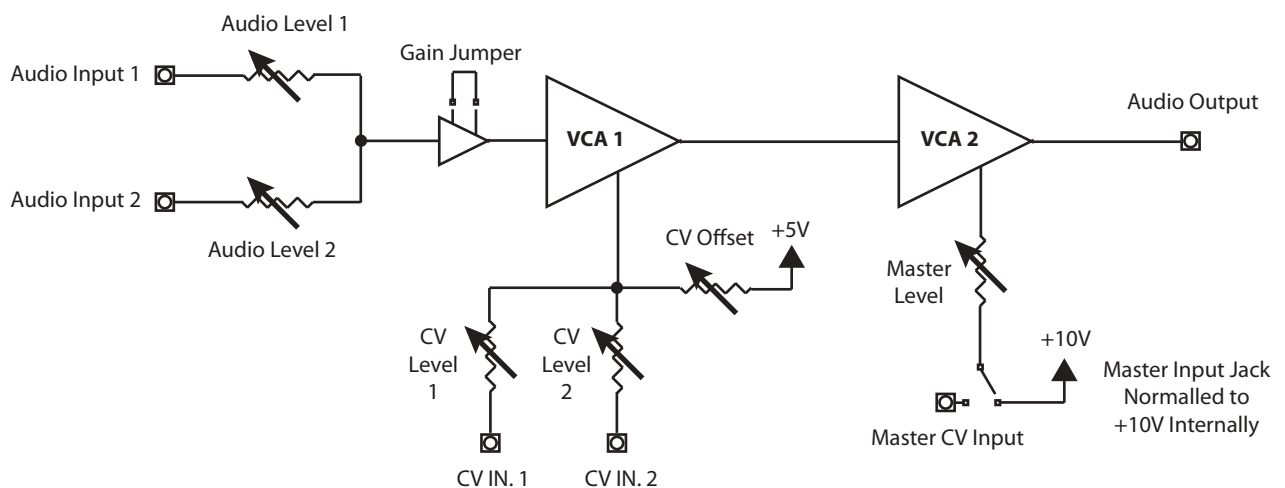 Audio Level 1
Gain Jumper
Audio Input 1
Audio Output
VCA 1
VCA 2
Audio Input 2
Audio Level 2
CV Offset
+5V
Master
Level
CV
Level
1
CV
Level
2
+10V
Master Input Jack
Normalled to
+10V Internally
Master CV Input
CV IN. 1
CV IN. 2